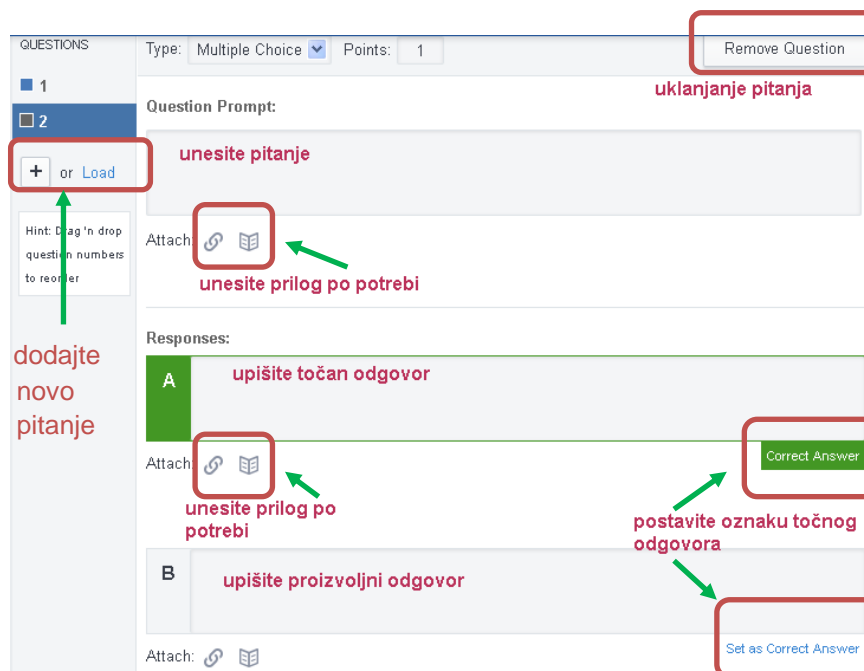 QUESTIONS
Type: Multiple Choice Points: 1
Remove Question
uklanjanje pitanja
1
2
+ or Load
Hint: Drag 'n drop
question numbers
to reorder
dodajte
novo
pitanje
Question Prompt:
unesite pitanje
Attach:
unesite prilog po potrebi
Responses:
A
upišite točan odgovor
Correct Answer
Attach:
unesite prilog po
potrebi
postavite oznaku točnog
odgovora
B
upišite proizvoljni odgovor
Set as Correct Answer
Attach: